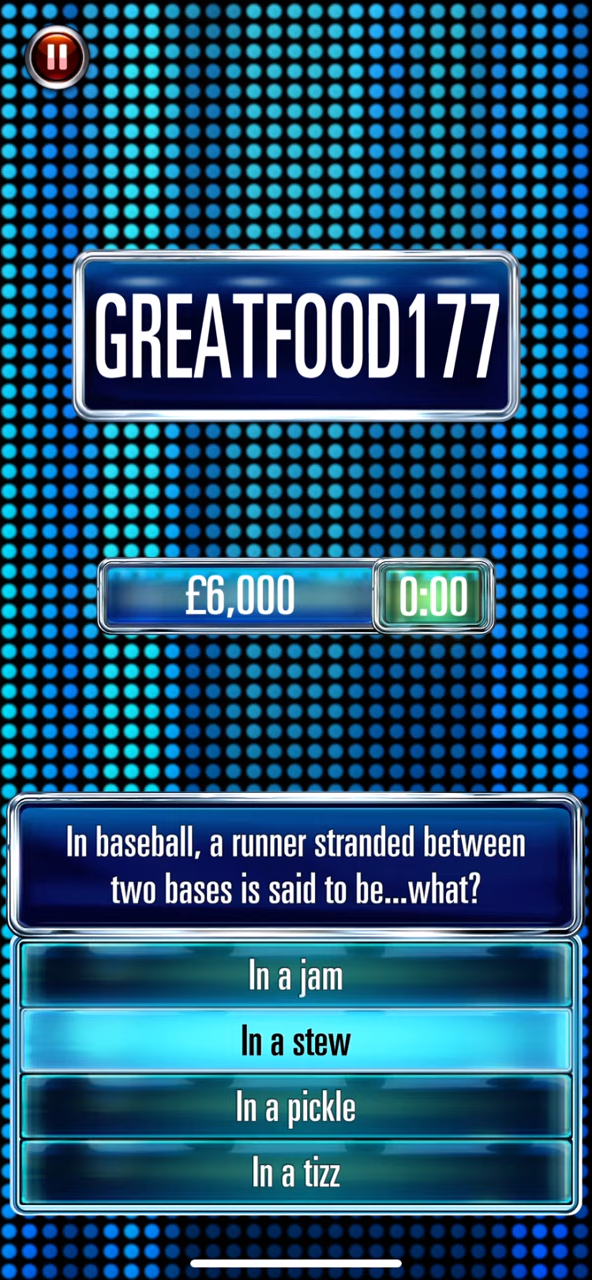 GREATFOOD177
£6,000
0:00
In baseball, a runner stranded between
two bases is said to be...what?
In a jam
In a stew
In a pickle
In a tizz